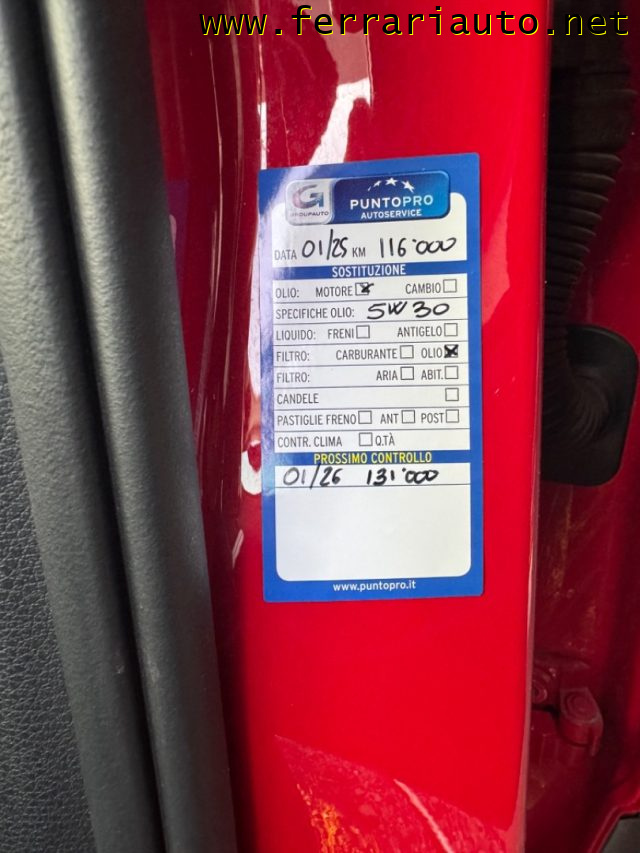 www.ferrariauto.net
G GROUPAUTO PUNTOPRO AUTOSERVICE
DATA 01/25 KM 116'000
SOSTITUZIONE
OLIO: MOTORE CAMBIO
SPECIFICHE OLIO: 5W30
LIQUIDO: FRENI ANTIGELO
FILTRO: CARBURANTE OLIO
FILTRO: ARIA ABIT.
CANDELE
PASTIGLIE FRENO ANT POST
CONTR. CLIMA Q.TÀ
PROSSIMO CONTROLLO
01/26 131'000
www.puntopro.it